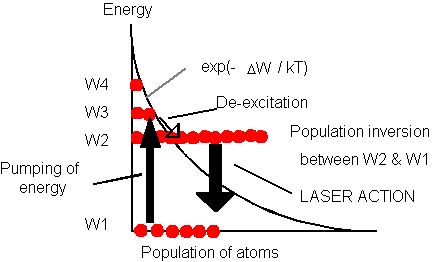 Energy
exp(- ΔW / kT)
W4
De-excitation
W3
W2
Population inversion
between W2 & W1
Pumping of
energy
LASER ACTION
W1
Population of atoms